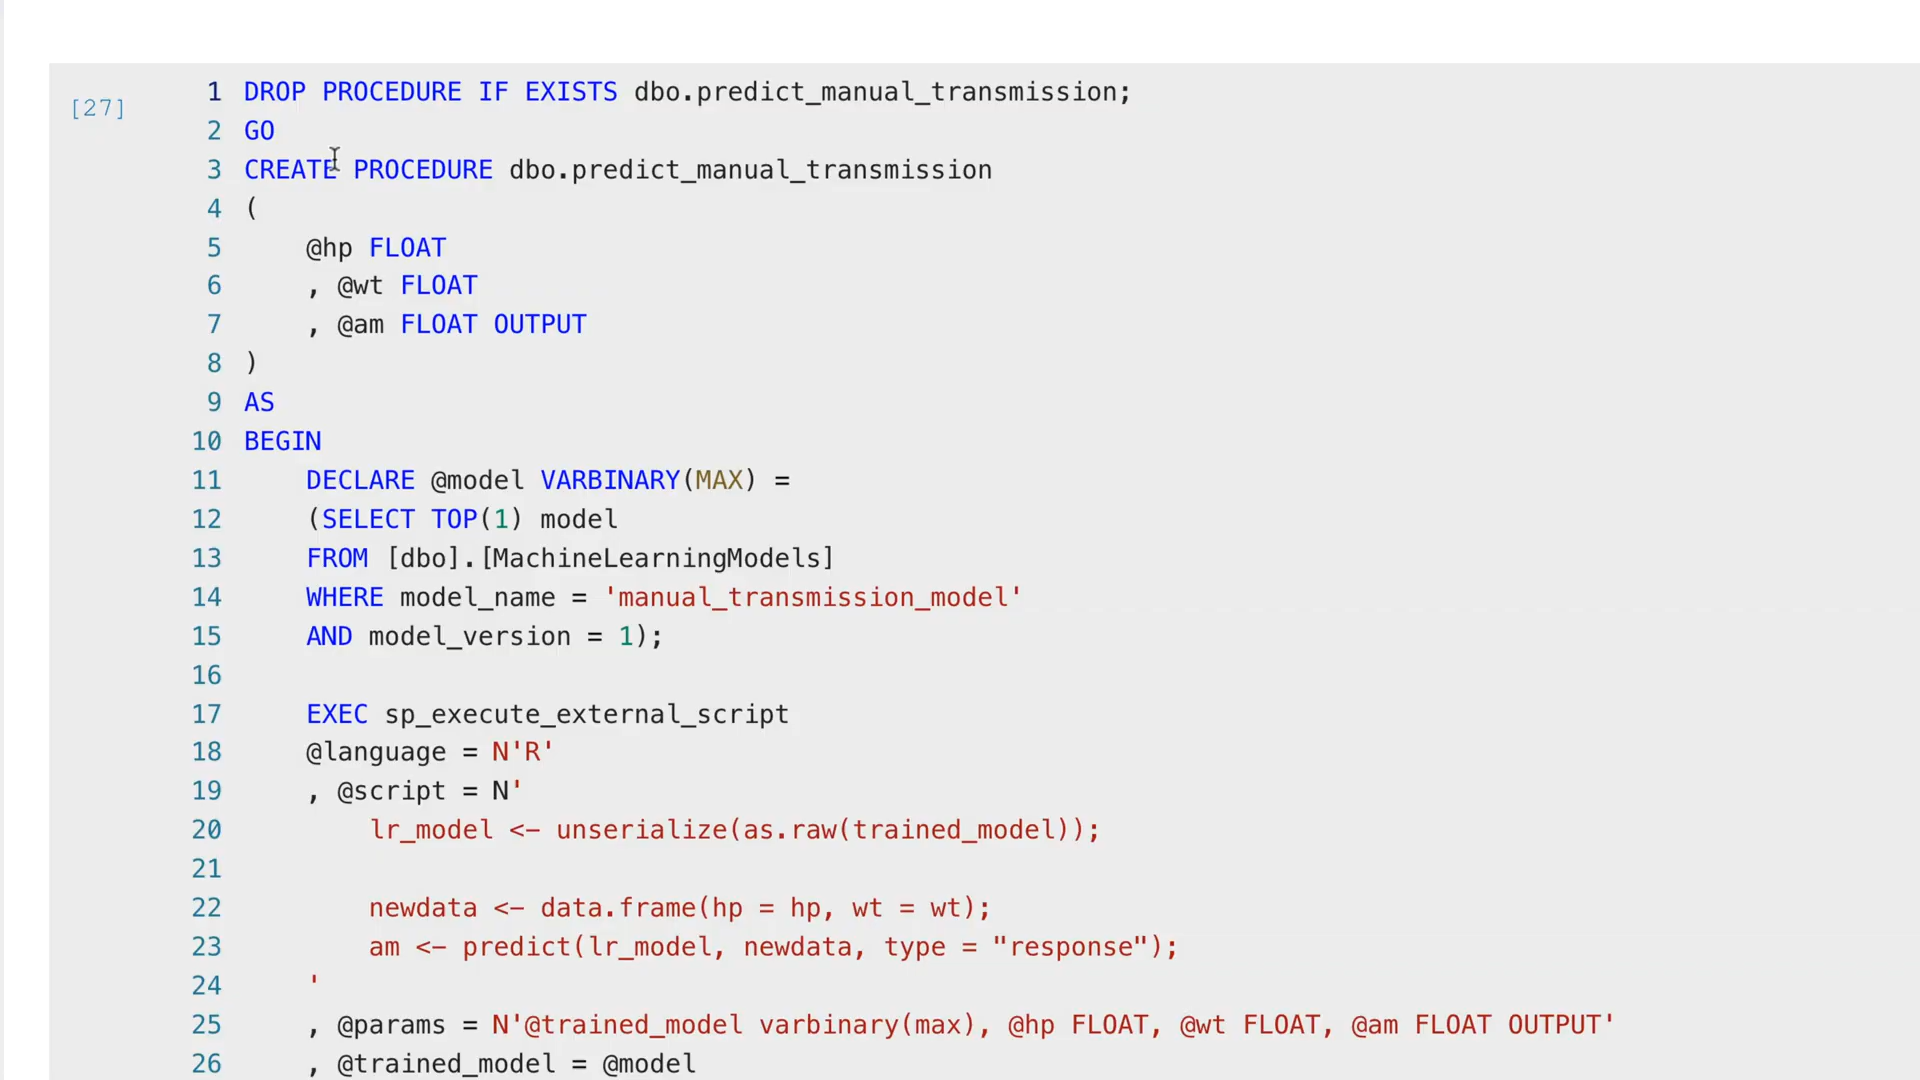 [27]
1 DROP PROCEDURE IF EXISTS dbo.predict_manual_transmission;
2 GO
3 CREATE PROCEDURE dbo.predict_manual_transmission
4 (
5     @hp FLOAT
6     , @wt FLOAT
7     , @am FLOAT OUTPUT
8 )
9 AS
10 BEGIN
11     DECLARE @model VARBINARY(MAX) =
12     (SELECT TOP(1) model
13     FROM [dbo].[MachineLearningModels]
14     WHERE model_name = 'manual_transmission_model'
15     AND model_version = 1);
16
17     EXEC sp_execute_external_script
18     @language = N'R'
19     , @script = N'
20         lr_model <- unserialize(as.raw(trained_model));
21
22         newdata <- data.frame(hp = hp, wt = wt);
23         am <- predict(lr_model, newdata, type = "response");
24     '
25     , @params = N'@trained_model varbinary(max), @hp FLOAT, @wt FLOAT, @am FLOAT OUTPUT'
26     , @trained_model = @model